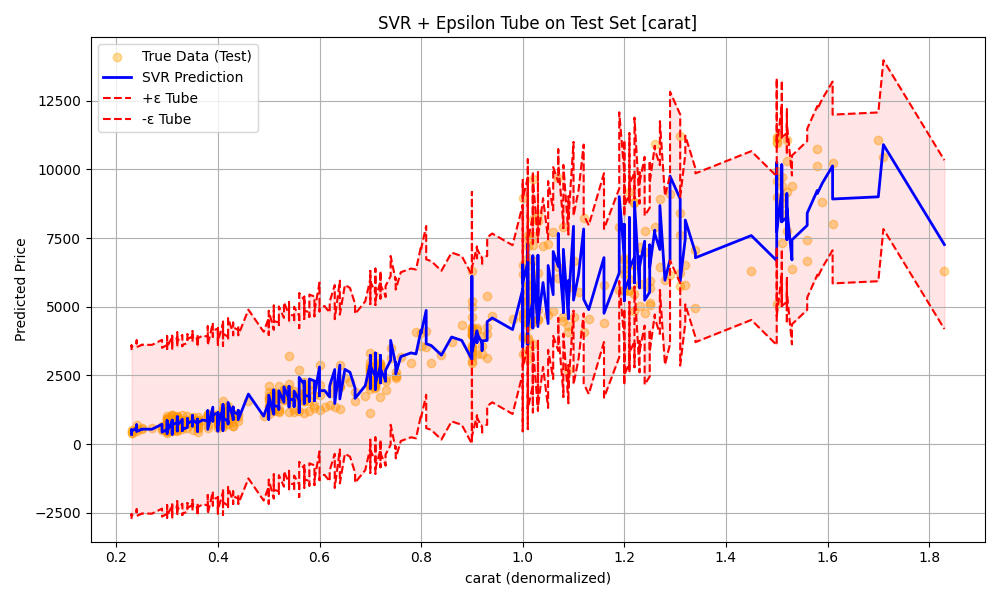 SVR + Epsilon Tube on Test Set [carat]
True Data (Test)
SVR Prediction
+ε Tube
-ε Tube
Predicted Price
12500
10000
7500
5000
2500
0
−2500
0.2 0.4 0.6 0.8 1.0 1.2 1.4 1.6 1.8
carat (denormalized)